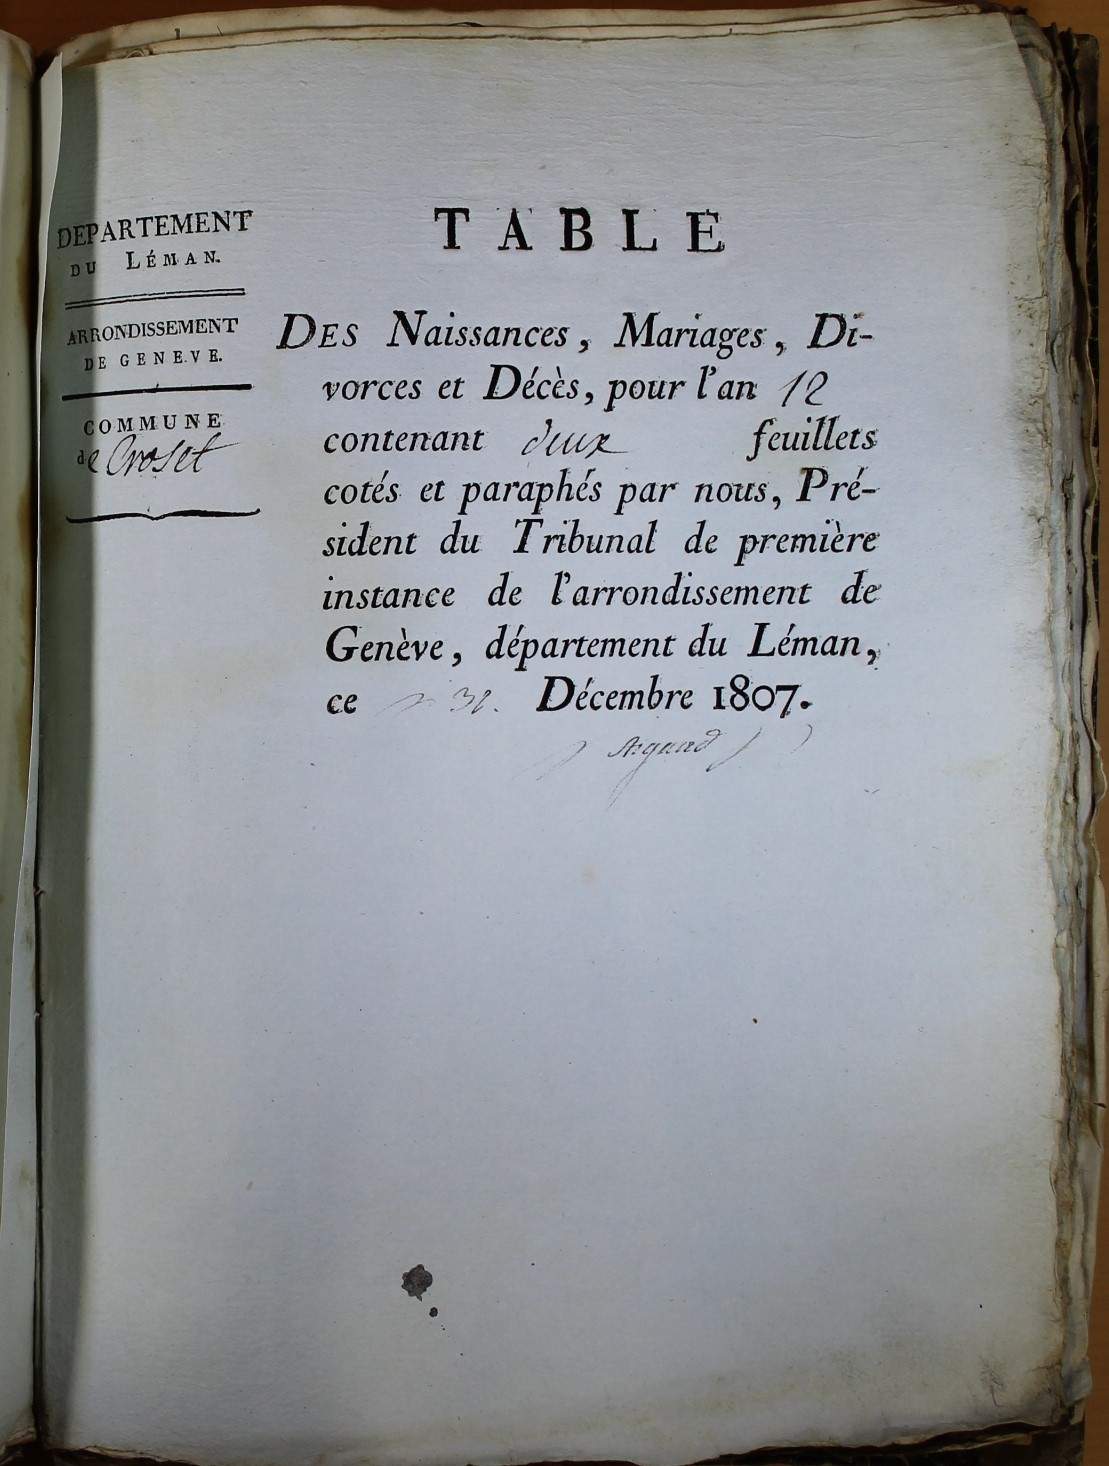 DEPARTEMENT
DU LÉMAN.
ARRONDISSEMENT
DE GENEVE.
COMMUNE
de Croset
TABLE
DES Naissances, Mariages, Di-
vorces et Décès, pour l'an 12
contenant deux feuillets
cotés et paraphés par nous, Pré-
sident du Tribunal de première
instance de l'arrondissement de
Genève, département du Léman,
ce 31. Décembre 1807.
Argand